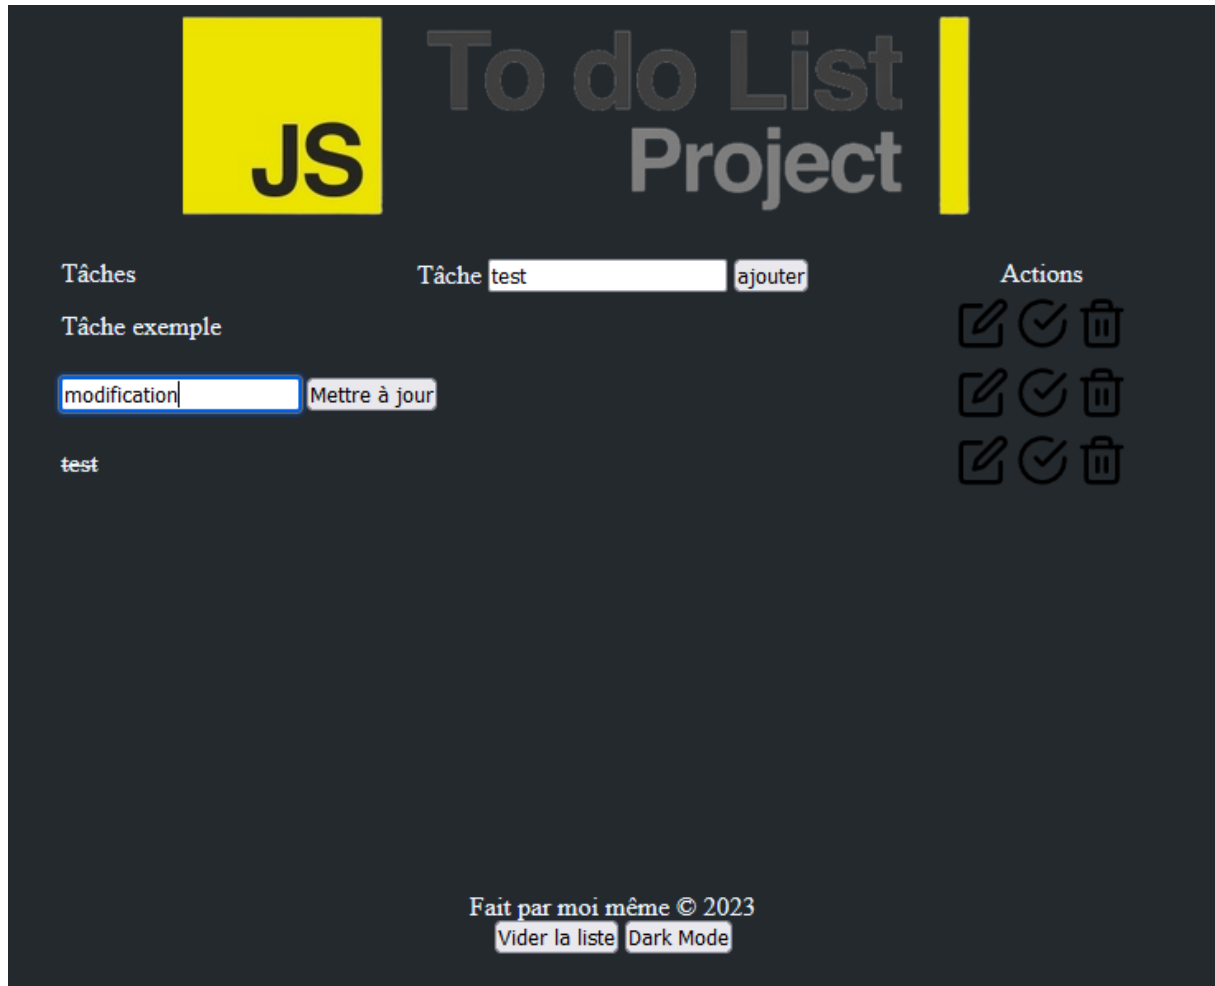 JS
To do List
Project
Tâches
Tâche test ajouter
Actions
Tâche exemple
modification Mettre à jour
test
Fait par moi même © 2023
Vider la liste Dark Mode